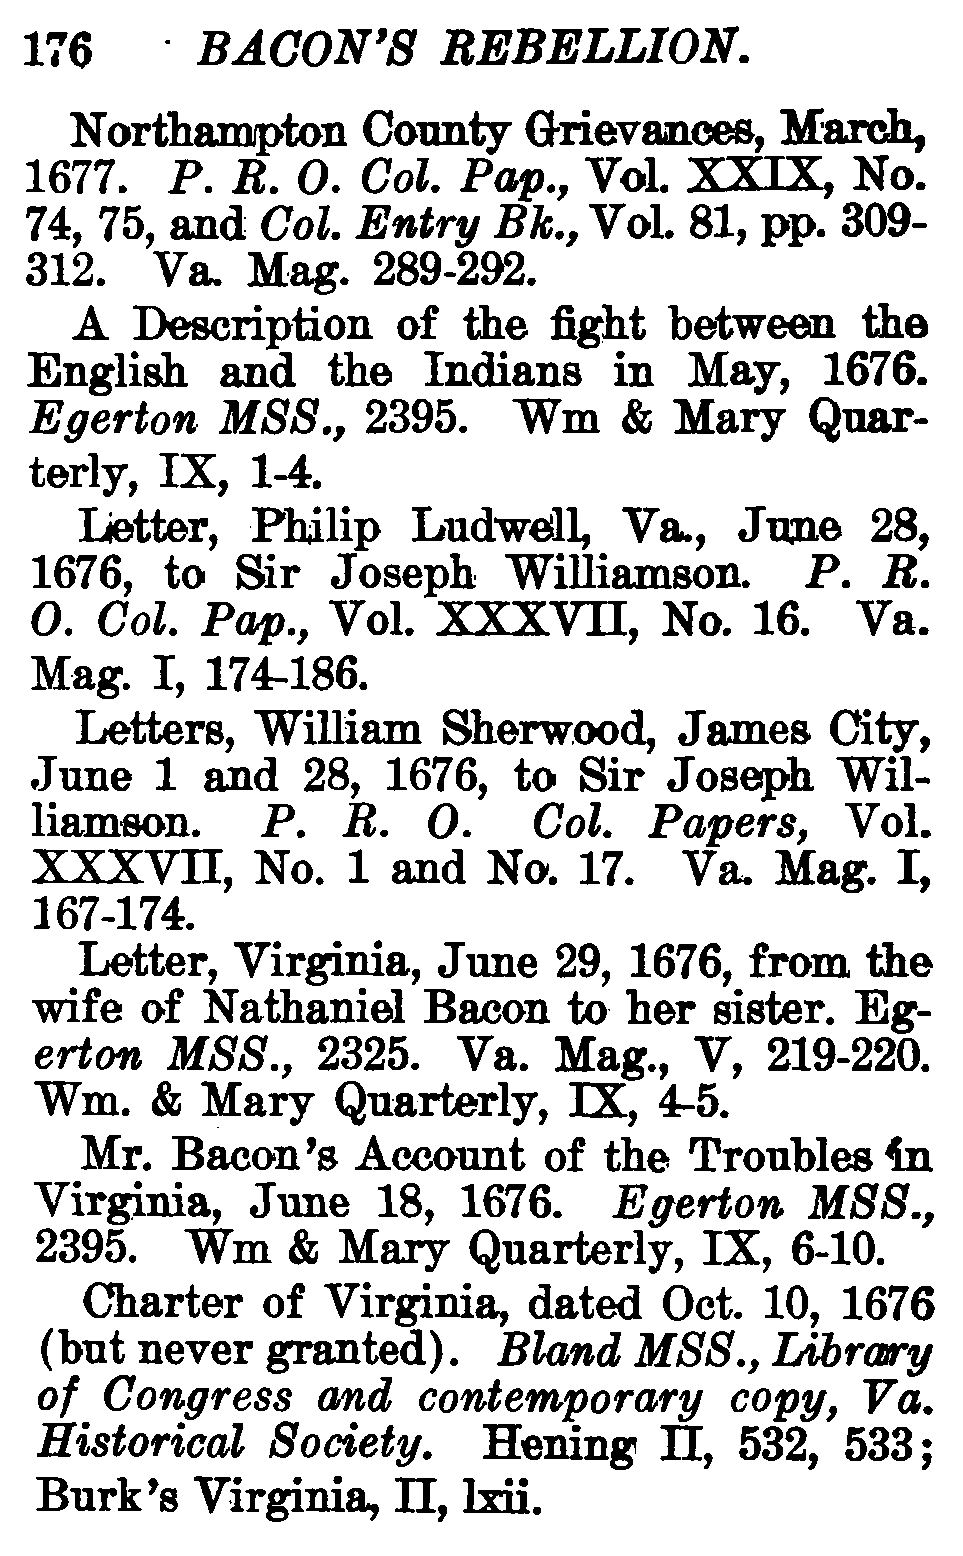 176 BACON'S REBELLION.
Northampton County Grievances, March,
1677. P. R. O. Col. Pap., Vol. XXIX, No.
74, 75, and Col. Entry Bk., Vol. 81, pp. 309-
312. Va. Mag. 289-292.
A Description of the fight between the
English and the Indians in May, 1676.
Egerton MSS., 2395. Wm & Mary Quar-
terly, IX, 1-4.
Letter, Philip Ludwell, Va., June 28,
1676, to Sir Joseph Williamson. P. R.
O. Col. Pap., Vol. XXXVII, No. 16. Va.
Mag. I, 174-186.
Letters, William Sherwood, James City,
June 1 and 28, 1676, to Sir Joseph Wil-
liamson. P. R. O. Col. Papers, Vol.
XXXVII, No. 1 and No. 17. Va. Mag. I,
167-174.
Letter, Virginia, June 29, 1676, from the
wife of Nathaniel Bacon to her sister. Eg-
erton MSS., 2325. Va. Mag., V, 219-220.
Wm. & Mary Quarterly, IX, 4-5.
Mr. Bacon's Account of the Troubles in
Virginia, June 18, 1676. Egerton MSS.,
2395. Wm & Mary Quarterly, IX, 6-10.
Charter of Virginia, dated Oct. 10, 1676
(but never granted). Bland MSS., Library
of Congress and contemporary copy, Va.
Historical Society. Hening II, 532, 533;
Burk's Virginia, II, lxii.